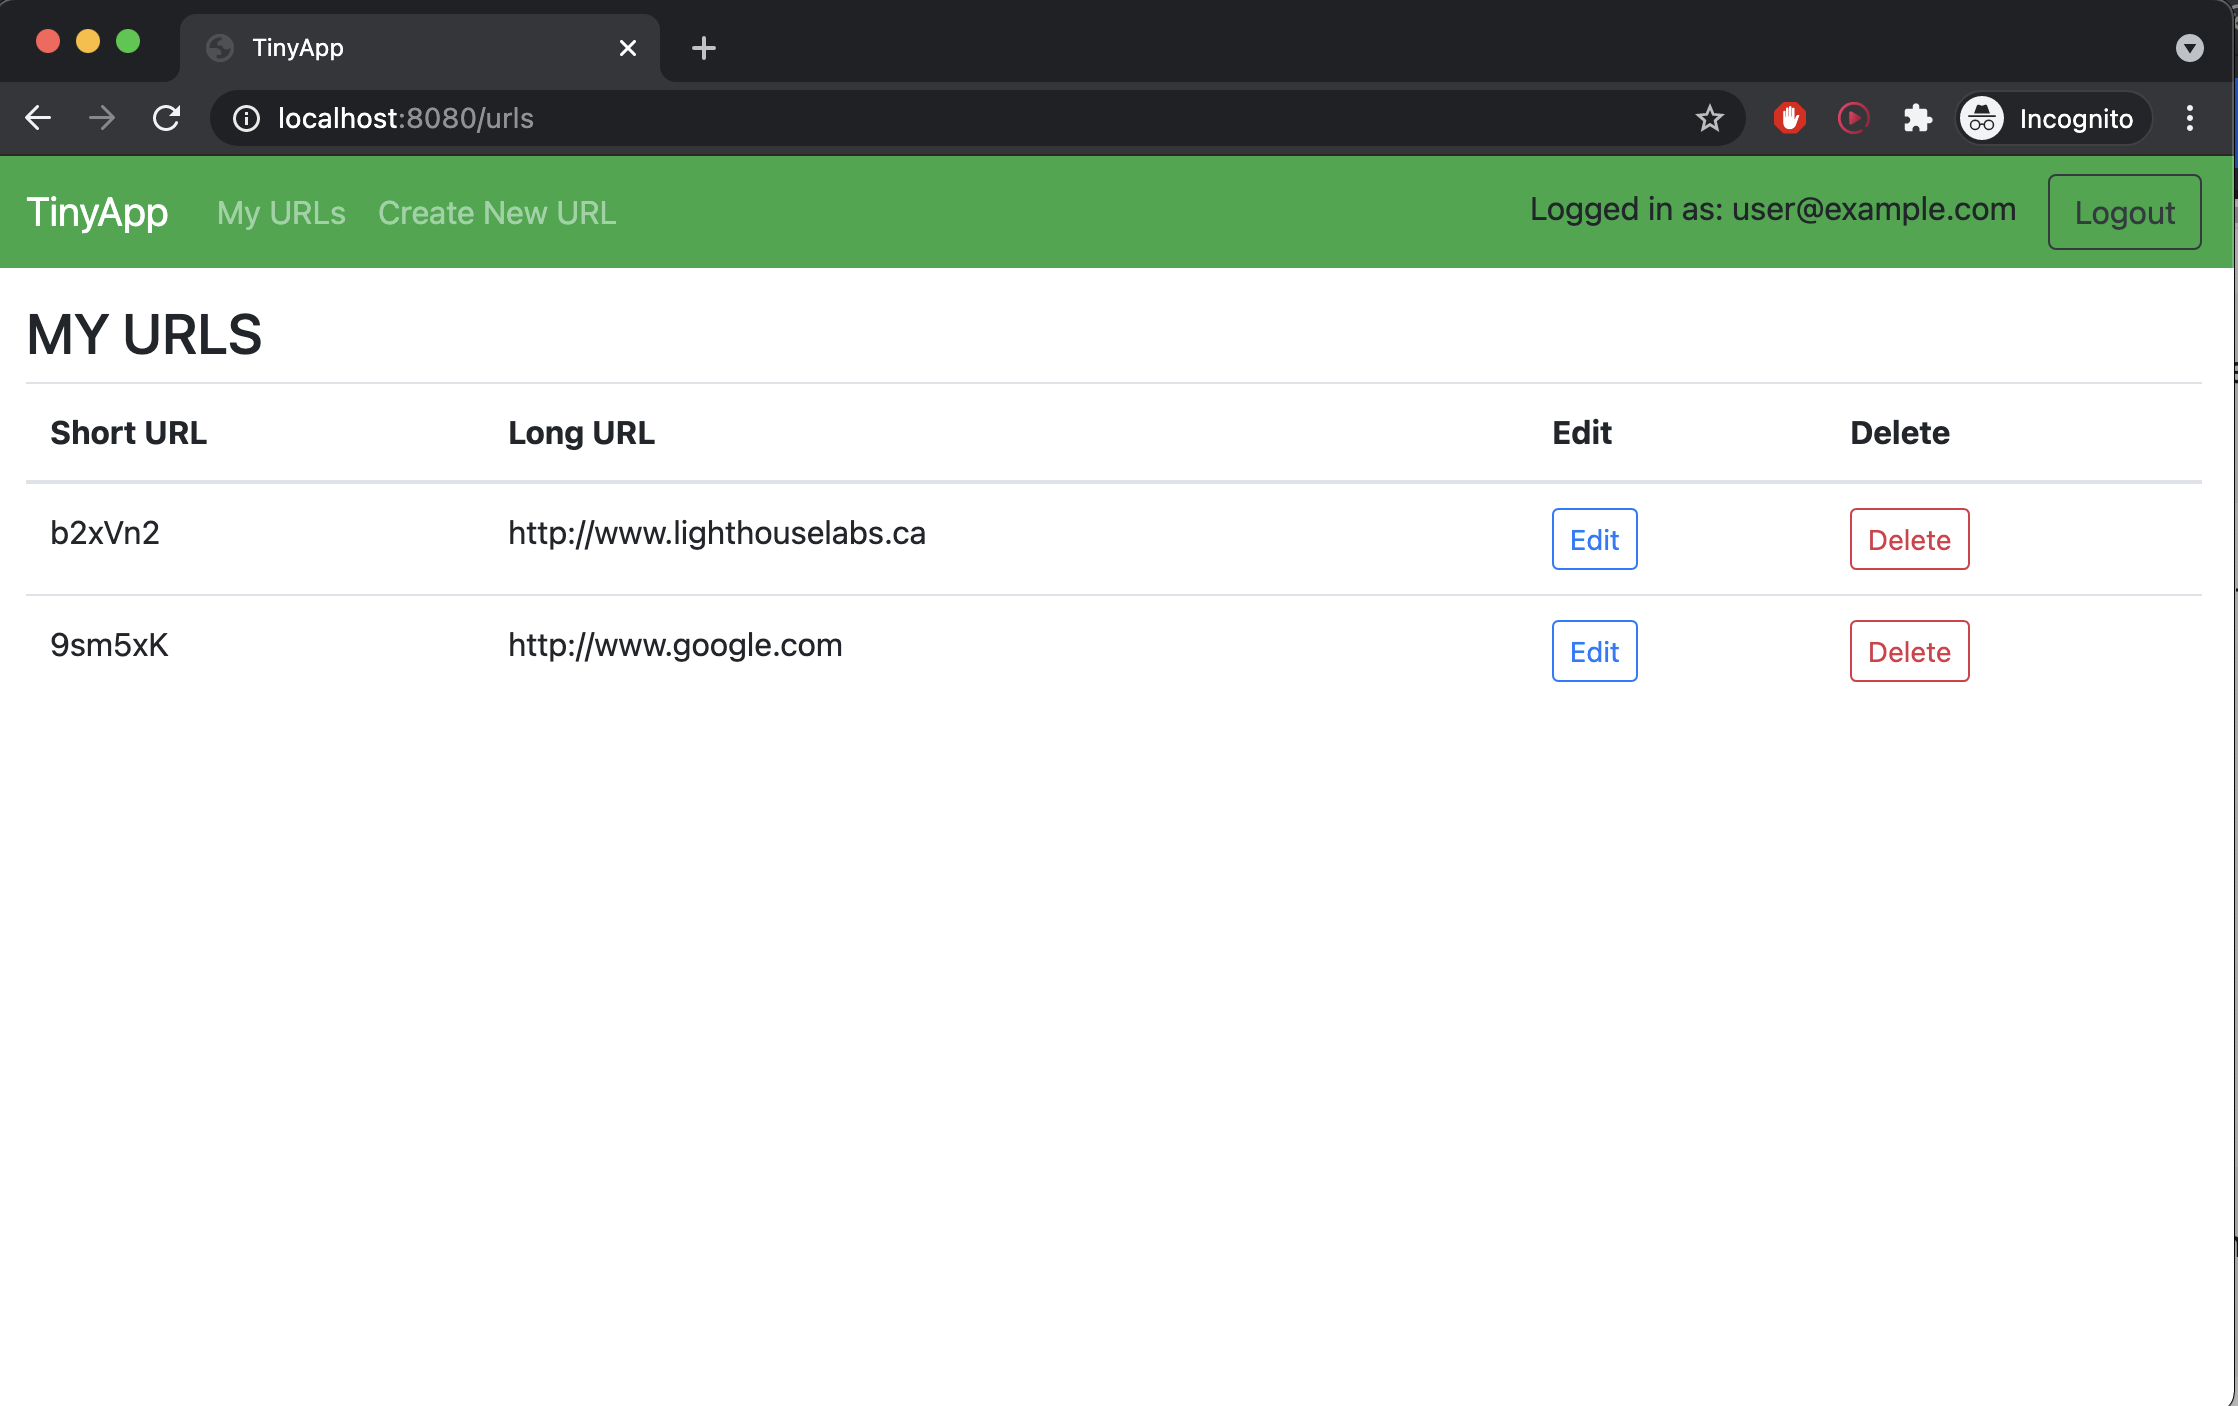 TinyApp
localhost:8080/urls
Incognito
TinyApp My URLs Create New URL Logged in as: user@example.com Logout
MY URLS
Short URL Long URL Edit Delete
b2xVn2 http://www.lighthouselabs.ca Edit Delete
9sm5xK http://www.google.com Edit Delete